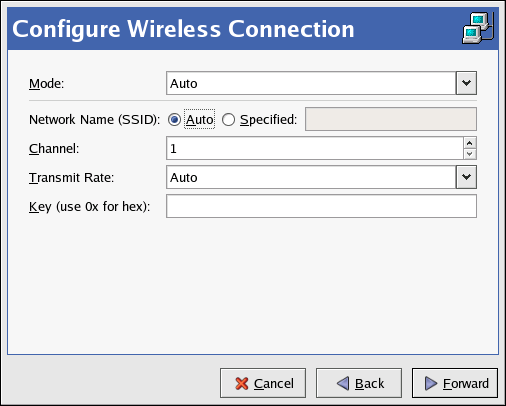 Configure Wireless Connection
Mode: Auto
Network Name (SSID): Auto Specified:
Channel: 1
Transmit Rate: Auto
Key (use 0x for hex):
Cancel Back Forward